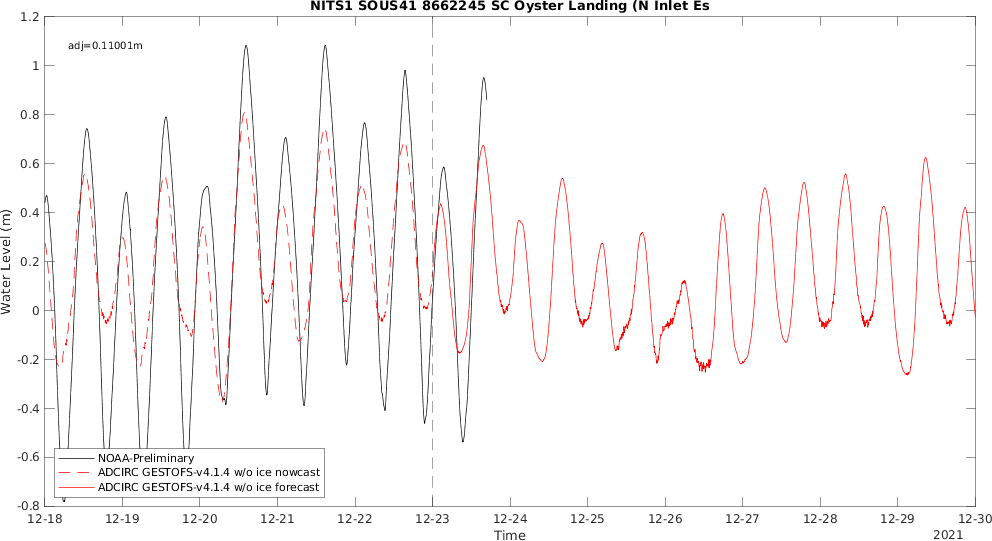 NITS1 SOUS41 8662245 SC Oyster Landing (N Inlet Es
1.2
adj=0.11001m
1
0.8
0.6
0.4
0.2
0
-0.2
-0.4
-0.6
-0.8
Water Level (m)
NOAA-Preliminary
ADCIRC GESTOFS-v4.1.4 w/o ice nowcast
ADCIRC GESTOFS-v4.1.4 w/o ice forecast
12-18 12-19 12-20 12-21 12-22 12-23 12-24 12-25 12-26 12-27 12-28 12-29 12-30
Time
2021